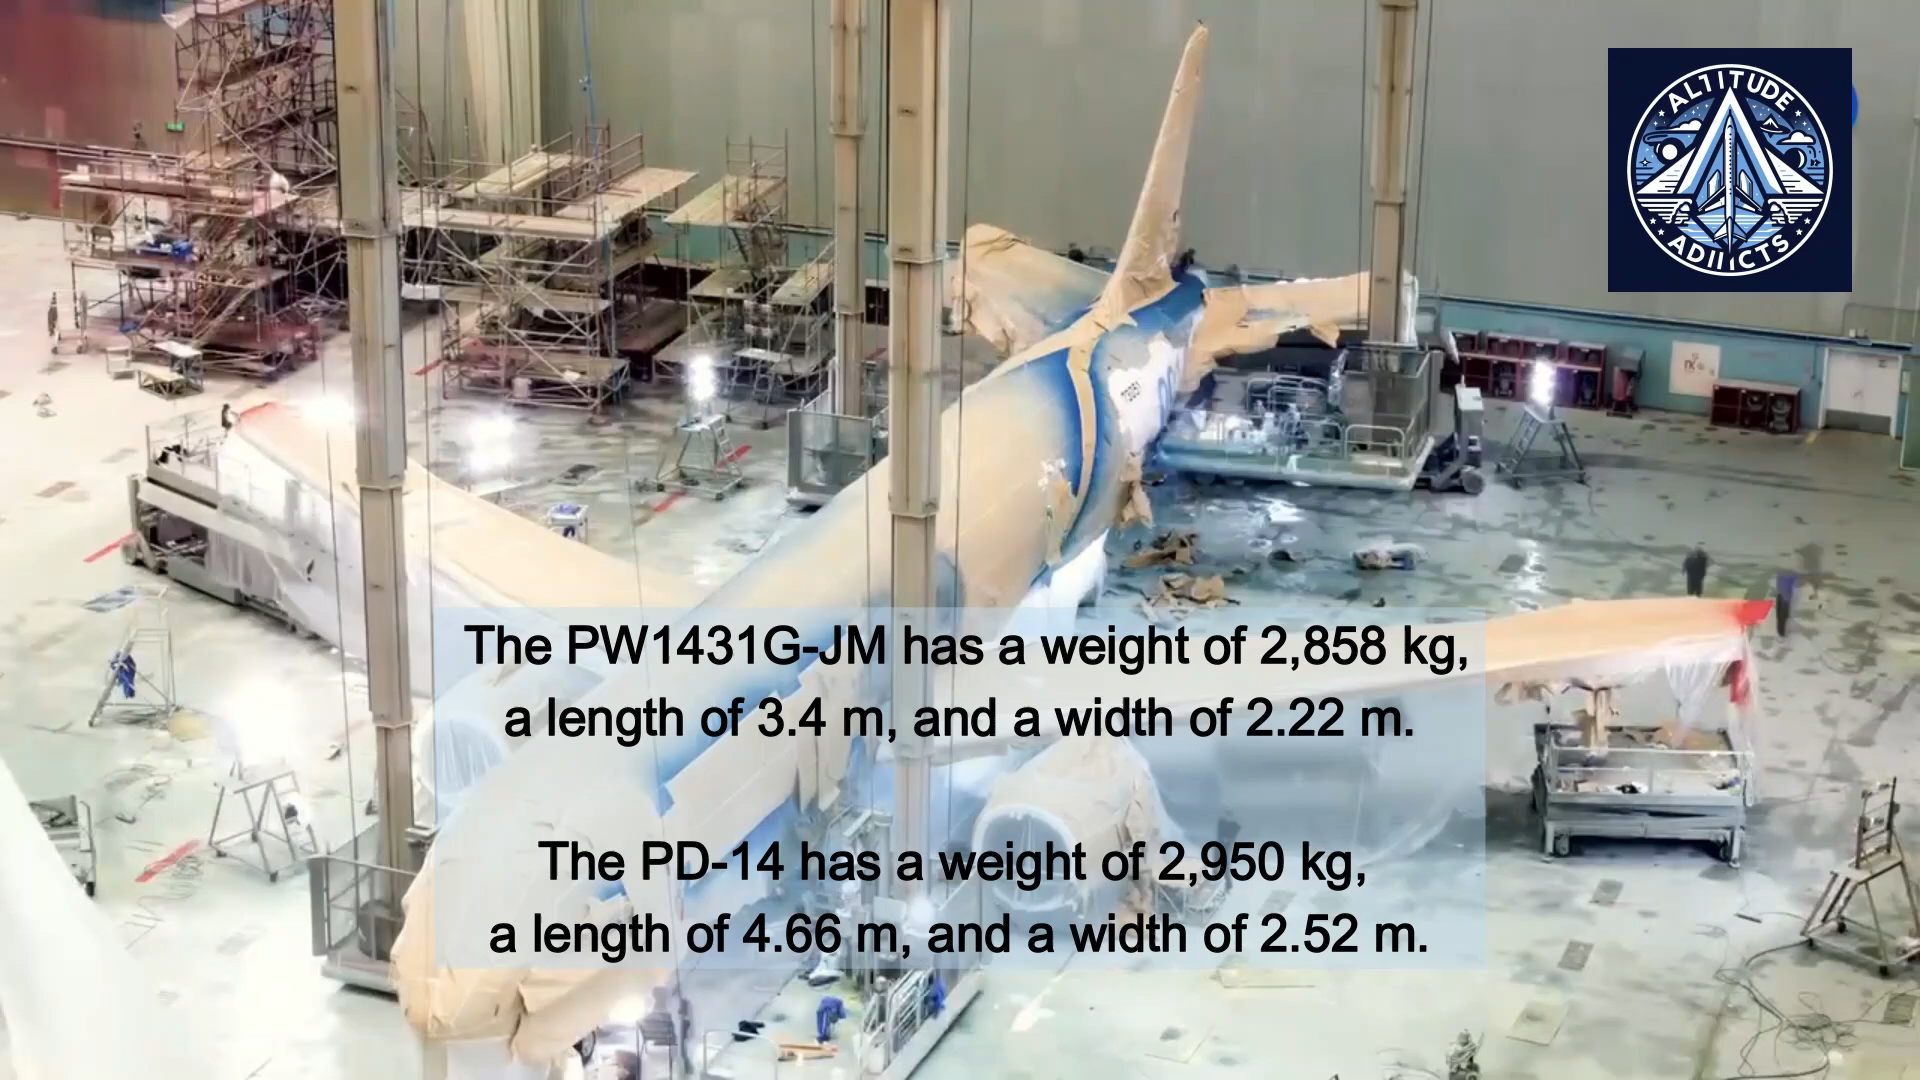 ALTITUDE
ADIIICTS
The PW1431G-JM has a weight of 2,858 kg,
a length of 3.4 m, and a width of 2.22 m.
The PD-14 has a weight of 2,950 kg,
a length of 4.66 m, and a width of 2.52 m.